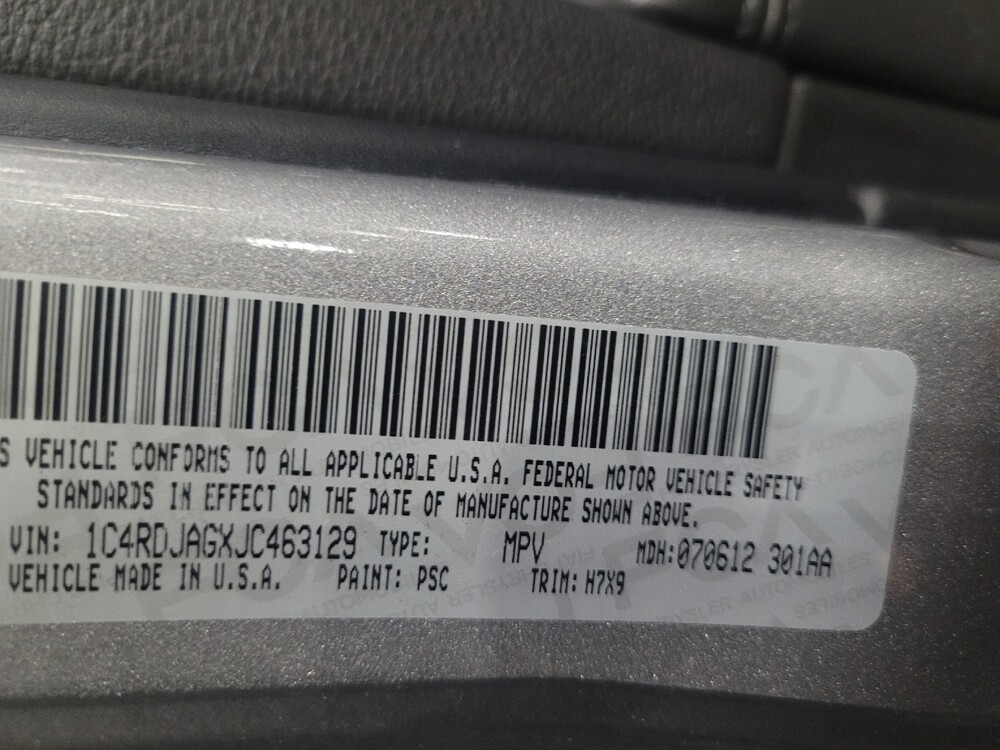 S VEHICLE CONFORMS TO ALL APPLICABLE U.S.A. FEDERAL MOTOR VEHICLE SAFETY
STANDARDS IN EFFECT ON THE DATE OF MANUFACTURE SHOWN ABOVE.
VIN: 1C4RDJAGXJC463129 TYPE: MPV MDH:070612 301AA
VEHICLE MADE IN U.S.A. PAINT: PSC TRIM: H7X9